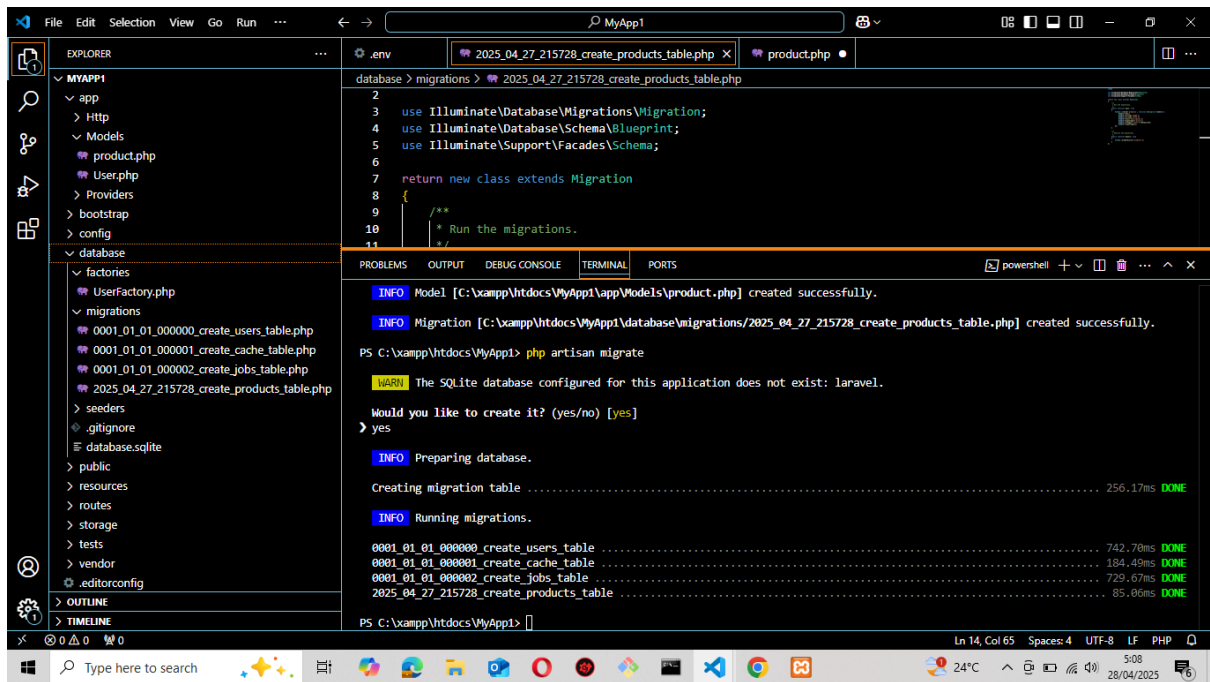 File Edit Selection View Go Run ··· MyApp1
EXPLORER
MYAPP1
app
Http
Models
product.php
User.php
Providers
bootstrap
config
database
factories
UserFactory.php
migrations
0001_01_01_000000_create_users_table.php
0001_01_01_000001_create_cache_table.php
0001_01_01_000002_create_jobs_table.php
2025_04_27_215728_create_products_table.php
seeders
.gitignore
database.sqlite
public
resources
routes
storage
tests
vendor
.editorconfig
OUTLINE
TIMELINE
.env 2025_04_27_215728_create_products_table.php product.php
database > migrations > 2025_04_27_215728_create_products_table.php
2
3 use Illuminate\Database\Migrations\Migration;
4 use Illuminate\Database\Schema\Blueprint;
5 use Illuminate\Support\Facades\Schema;
6
7 return new class extends Migration
8 {
9 /**
10 * Run the migrations.
11 */
PROBLEMS OUTPUT DEBUG CONSOLE TERMINAL PORTS powershell
INFO Model [C:\xampp\htdocs\MyApp1\app\Models\product.php] created successfully.
INFO Migration [C:\xampp\htdocs\MyApp1\database\migrations/2025_04_27_215728_create_products_table.php] created successfully.
PS C:\xampp\htdocs\MyApp1> php artisan migrate
WARN The SQLite database configured for this application does not exist: laravel.
Would you like to create it? (yes/no) [yes]
❯ yes
INFO Preparing database.
Creating migration table ........ 256.17ms DONE
INFO Running migrations.
0001_01_01_000000_create_users_table ........ 742.70ms DONE
0001_01_01_000001_create_cache_table ........ 184.49ms DONE
0001_01_01_000002_create_jobs_table ........ 729.67ms DONE
2025_04_27_215728_create_products_table ........ 85.06ms DONE
PS C:\xampp\htdocs\MyApp1>
0 0 0 Ln 14, Col 65 Spaces: 4 UTF-8 LF PHP
Type here to search 24°C 5:08
28/04/2025